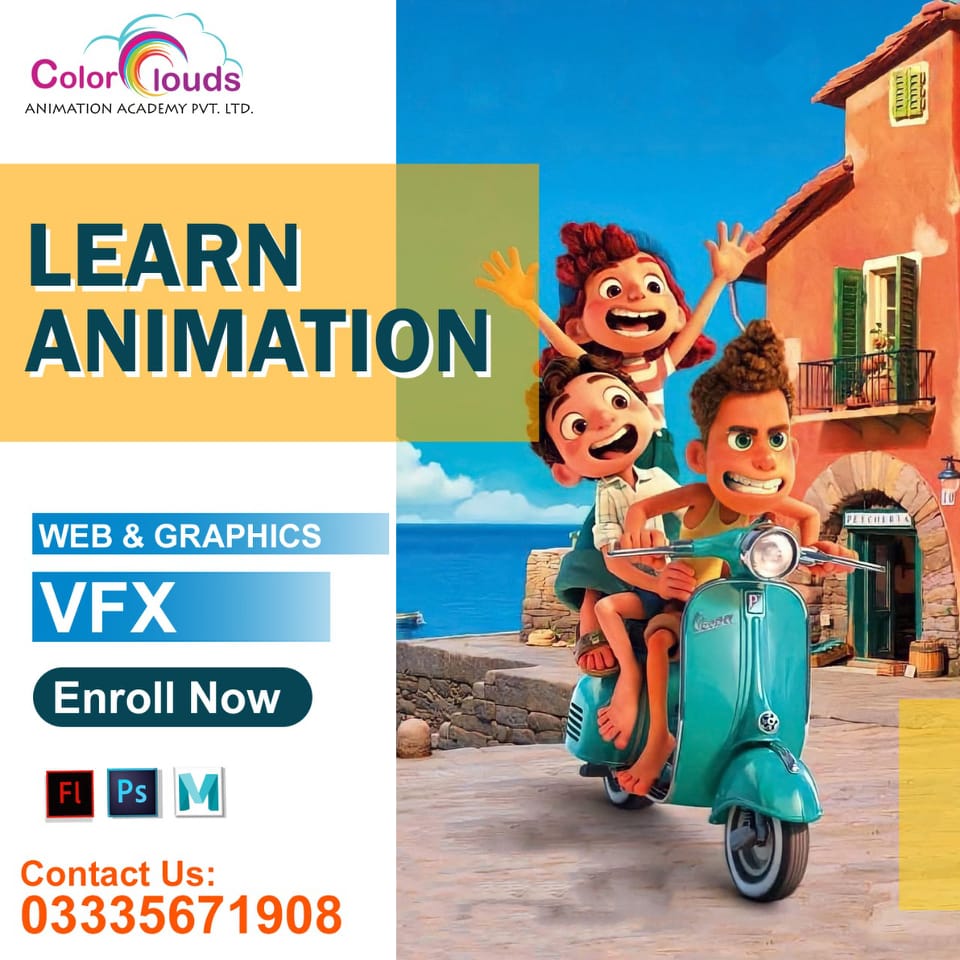 Color Clouds
ANIMATION ACADEMY PVT. LTD.
LEARN
ANIMATION
WEB & GRAPHICS
VFX
Enroll Now
Fl Ps M
Contact Us:
03335671908
Vespa
P
PESCHERIA
10